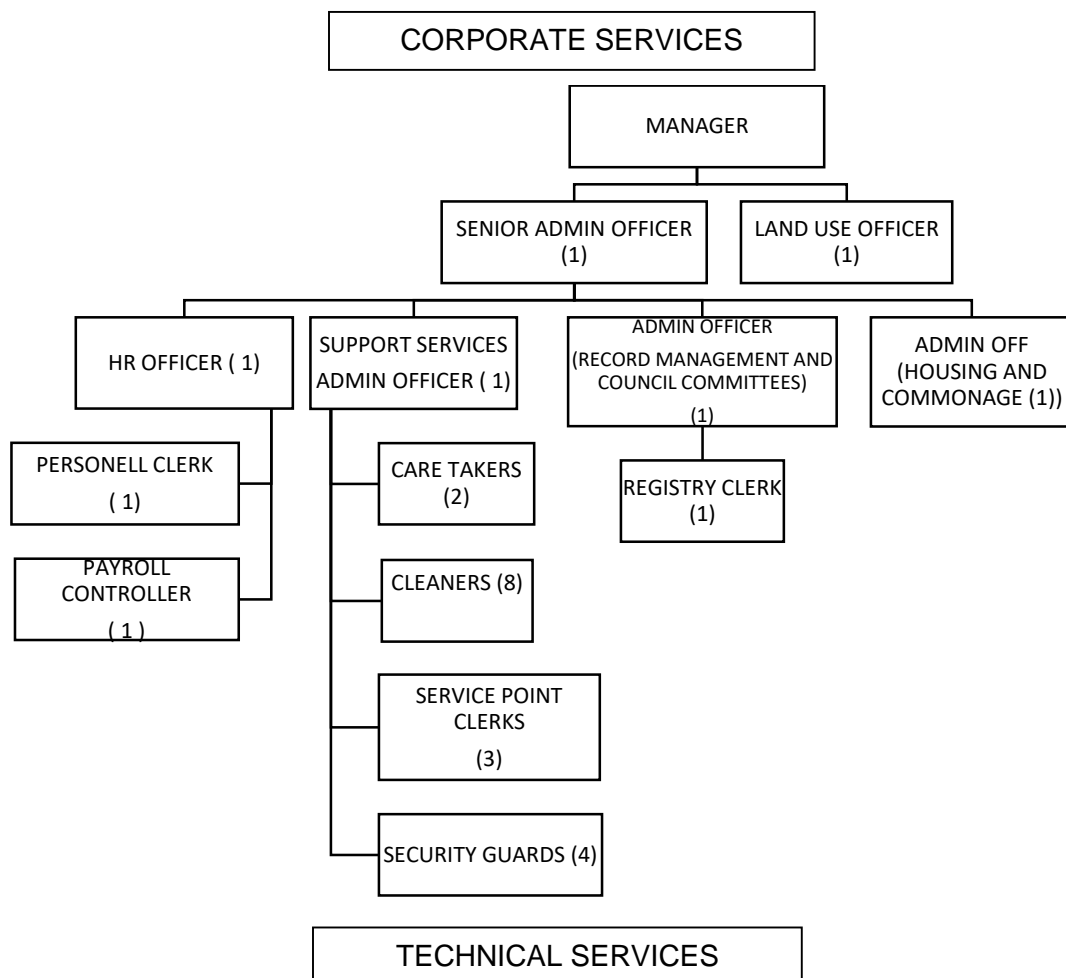 CORPORATE SERVICES
MANAGER
SENIOR ADMIN OFFICER
(1)
LAND USE OFFICER
(1)
HR OFFICER ( 1)
SUPPORT SERVICES
ADMIN OFFICER ( 1)
ADMIN OFFICER
(RECORD MANAGEMENT AND
COUNCIL COMMITTEES)
(1)
ADMIN OFF
(HOUSING AND
COMMONAGE (1))
PERSONELL CLERK
( 1)
CARE TAKERS
(2)
REGISTRY CLERK
(1)
PAYROLL
CONTROLLER
( 1 )
CLEANERS (8)
SERVICE POINT
CLERKS
(3)
SECURITY GUARDS (4)
TECHNICAL SERVICES